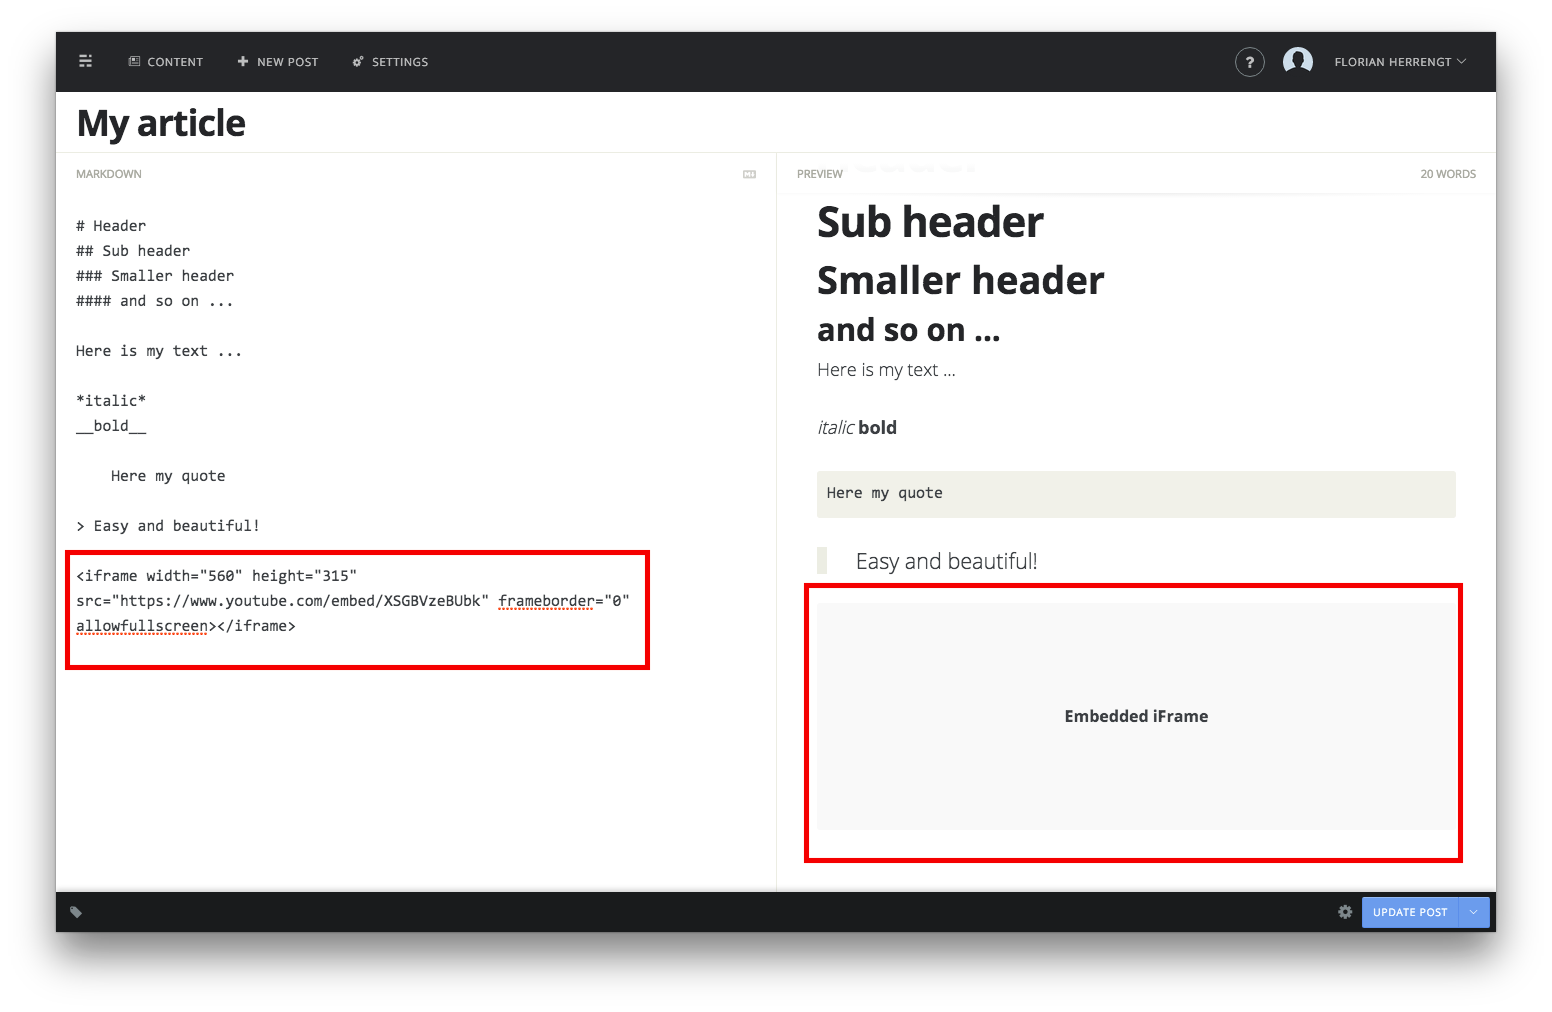 CONTENT NEW POST SETTINGS ? FLORIAN HERRENGT
My article
MARKDOWN
# Header
## Sub header
### Smaller header
#### and so on ...
Here is my text ...
*italic*
__bold__
Here my quote
> Easy and beautiful!
<iframe width="560" height="315"
src="https://www.youtube.com/embed/XSGBVzeBUbk" frameborder="0"
allowfullscreen></iframe>
PREVIEW 20 WORDS
Sub header
Smaller header
and so on ...
Here is my text ...
italic bold
Here my quote
Easy and beautiful!
Embedded iFrame
UPDATE POST